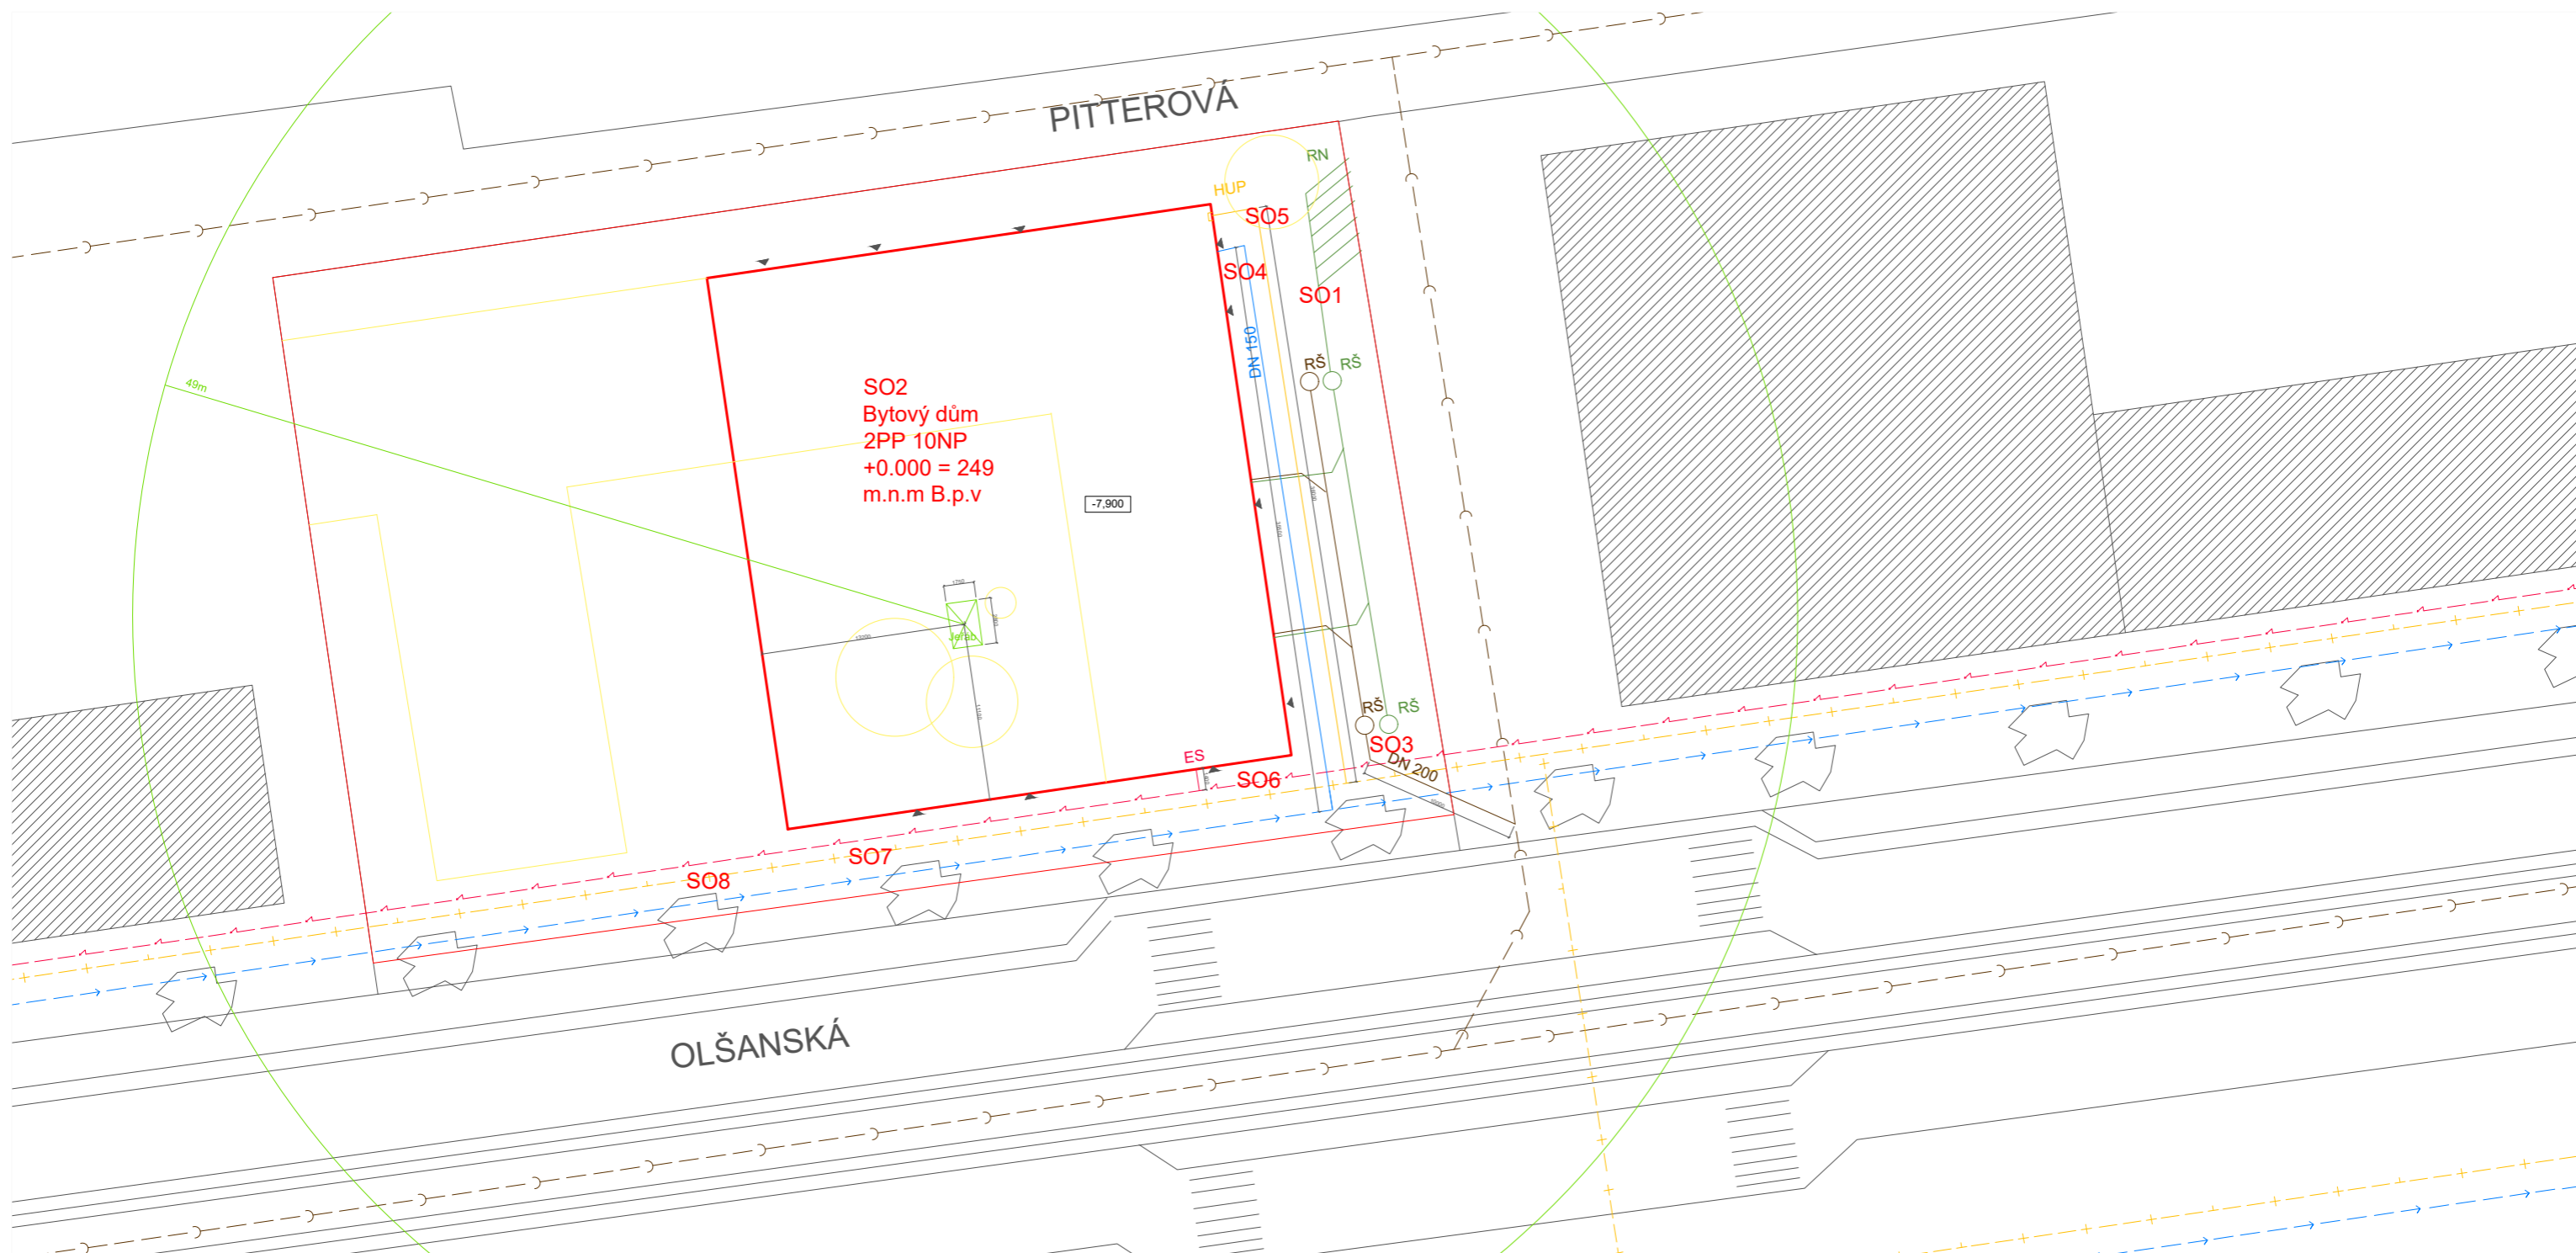 PITTEROVÁ
RN
HUP
SO5
SO4
SO1
DN 150
RŠ
RŠ
49m
SO2
Bytový dům
2PP 10NP
+0.000 = 249
m.n.m B.p.v
-7,900
Jeřáb
RŠ
RŠ
SO3
DN 200
ES
SO6
SO7
SO8
OLŠANSKÁ